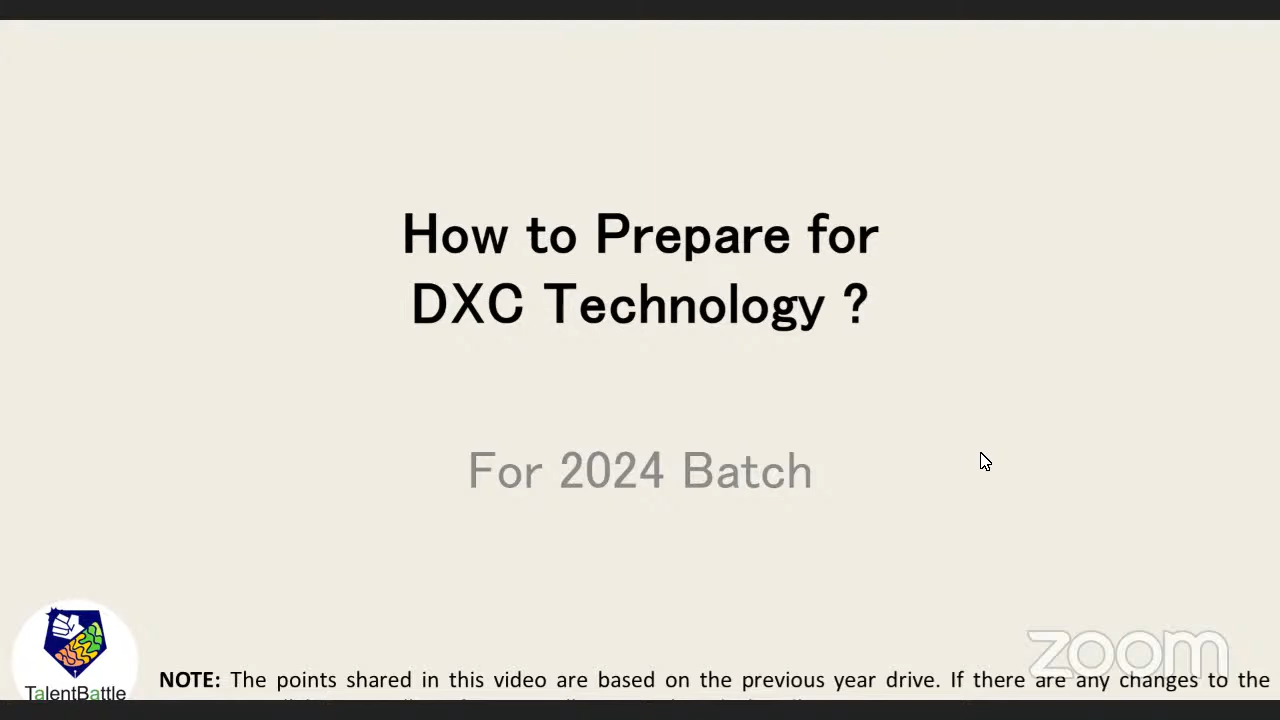 How to Prepare for
DXC Technology ?
For 2024 Batch
zoom
TalentBattle
NOTE: The points shared in this video are based on the previous year drive. If there are any changes to the